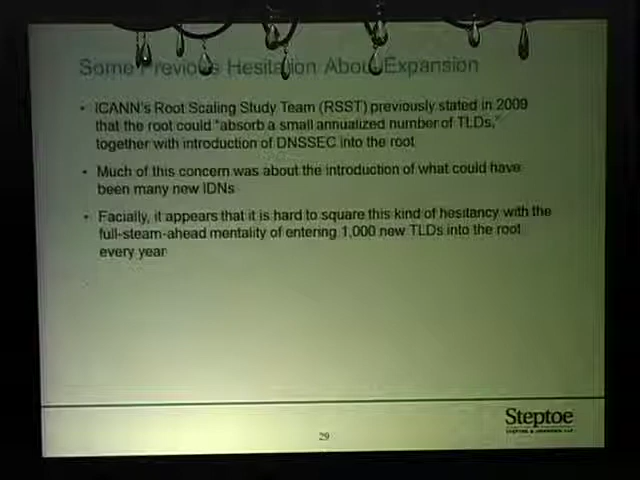 Some Previous Hesitation About Expansion
• ICANN's Root Scaling Study Team (RSST) previously stated in 2009
that the root could "absorb a small annualized number of TLDs,"
together with introduction of DNSSEC into the root
• Much of this concern was about the introduction of what could have
been many new IDNs
• Facially, it appears that it is hard to square this kind of hesitancy with the
full-steam-ahead mentality of entering 1,000 new TLDs into the root
every year
Steptoe
STEPTOE & JOHNSON LLP
29